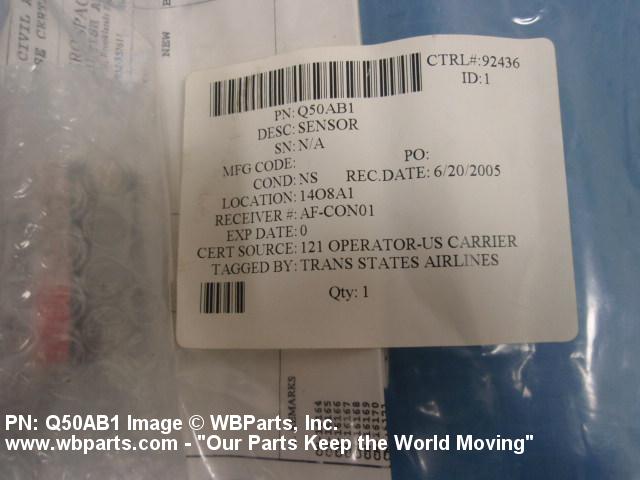 CIVIL A
NEW
CTRL#:92436
ID:1
PN: Q50AB1
DESC: SENSOR
SN: N/A
MFG CODE:
PO:
COND: NS
REC.DATE: 6/20/2005
LOCATION: 14O8A1
RECEIVER #: AF-CON01
EXP DATE: 0
CERT SOURCE: 121 OPERATOR-US CARRIER
TAGGED BY: TRANS STATES AIRLINES
Qty: 1
MARKS
PN: Q50AB1 Image © WBParts, Inc.
www.wbparts.com - "Our Parts Keep the World Moving"